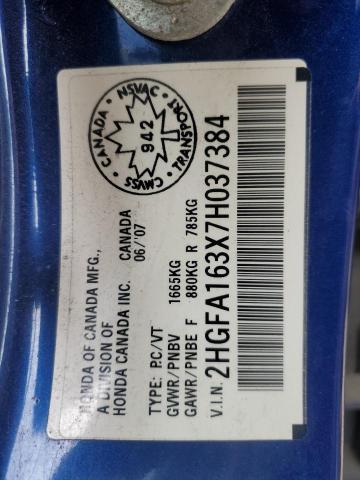 HONDA OF CANADA MFG.,
A DIVISION OF
HONDA CANADA INC. CANADA
06/'07
TYPE: P.C/VT
GVWR/PNBV 1665KG
GAWR/PNBE F 880KG R 785KG
V.I.N. 2HGFA163X7H037384
CANADA · NSVAC · TRANSPORT · CMVSS ·
942